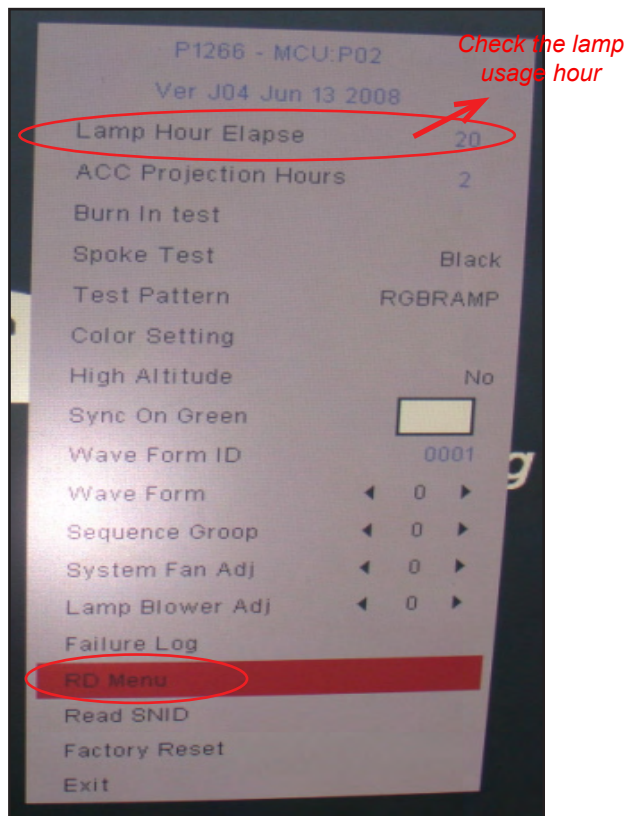 P1266 - MCU:P02
Check the lamp
usage hour
Ver J04 Jun 13 2008
Lamp Hour Elapse 20
ACC Projection Hours 2
Burn In test
Spoke Test Black
Test Pattern RGBRAMP
Color Setting
High Altitude No
Sync On Green
Wave Form ID 0001
g
Wave Form ◀ 0 ▶
Sequence Groop ◀ 0 ▶
System Fan Adj ◀ 0 ▶
Lamp Blower Adj ◀ 0 ▶
Failure Log
RD Menu
Read SNID
Factory Reset
Exit